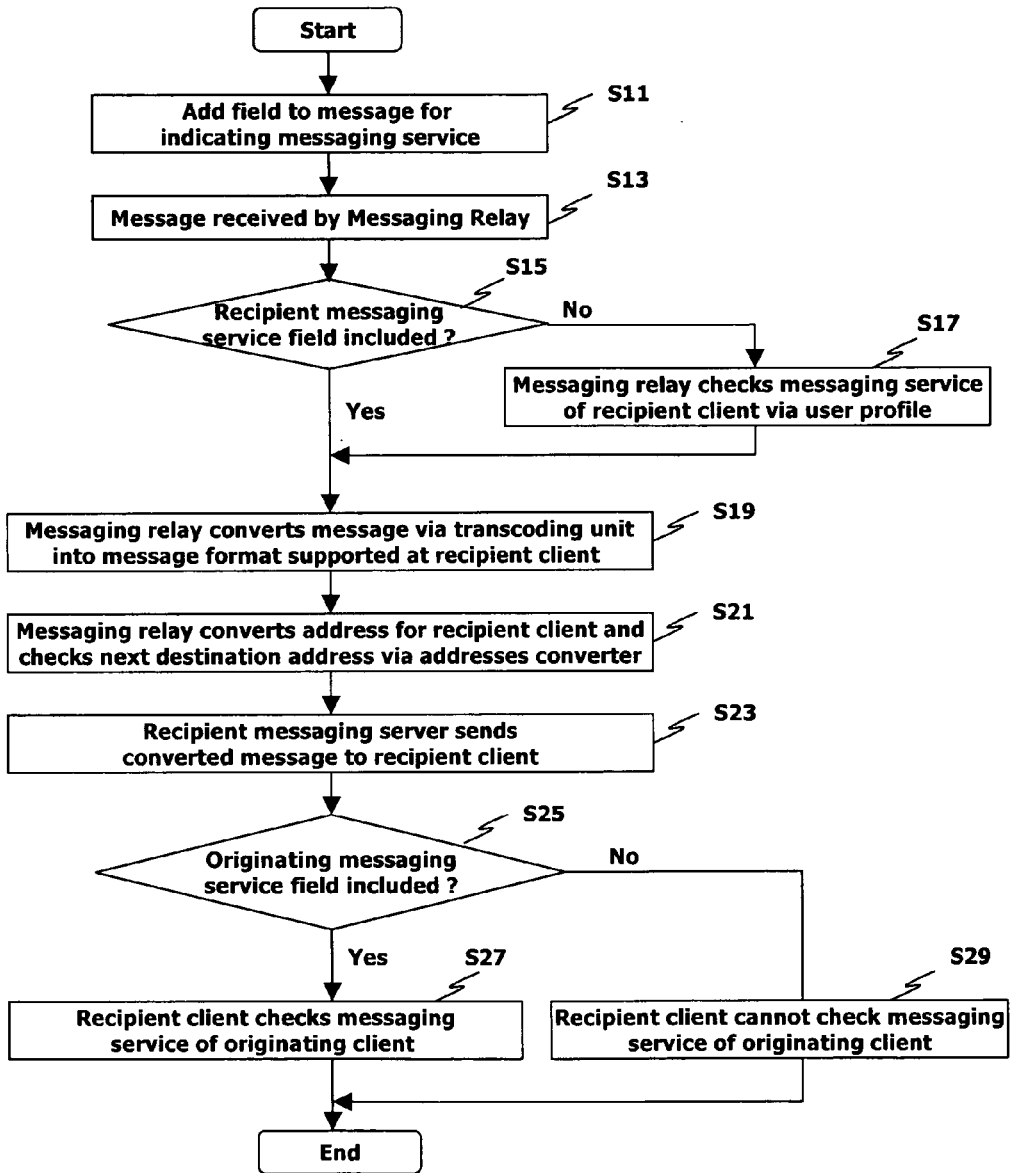 Start
S11
Add field to message for
indicating messaging service
S13
Message received by Messaging Relay
S15
Recipient messaging
service field included ?
No
S17
Messaging relay checks messaging service
of recipient client via user profile
Yes
S19
Messaging relay converts message via transcoding unit
into message format supported at recipient client
S21
Messaging relay converts address for recipient client and
checks next destination address via addresses converter
S23
Recipient messaging server sends
converted message to recipient client
S25
Originating messaging
service field included ?
No
Yes
S27
S29
Recipient client checks messaging
service of originating client
Recipient client cannot check messaging
service of originating client
End